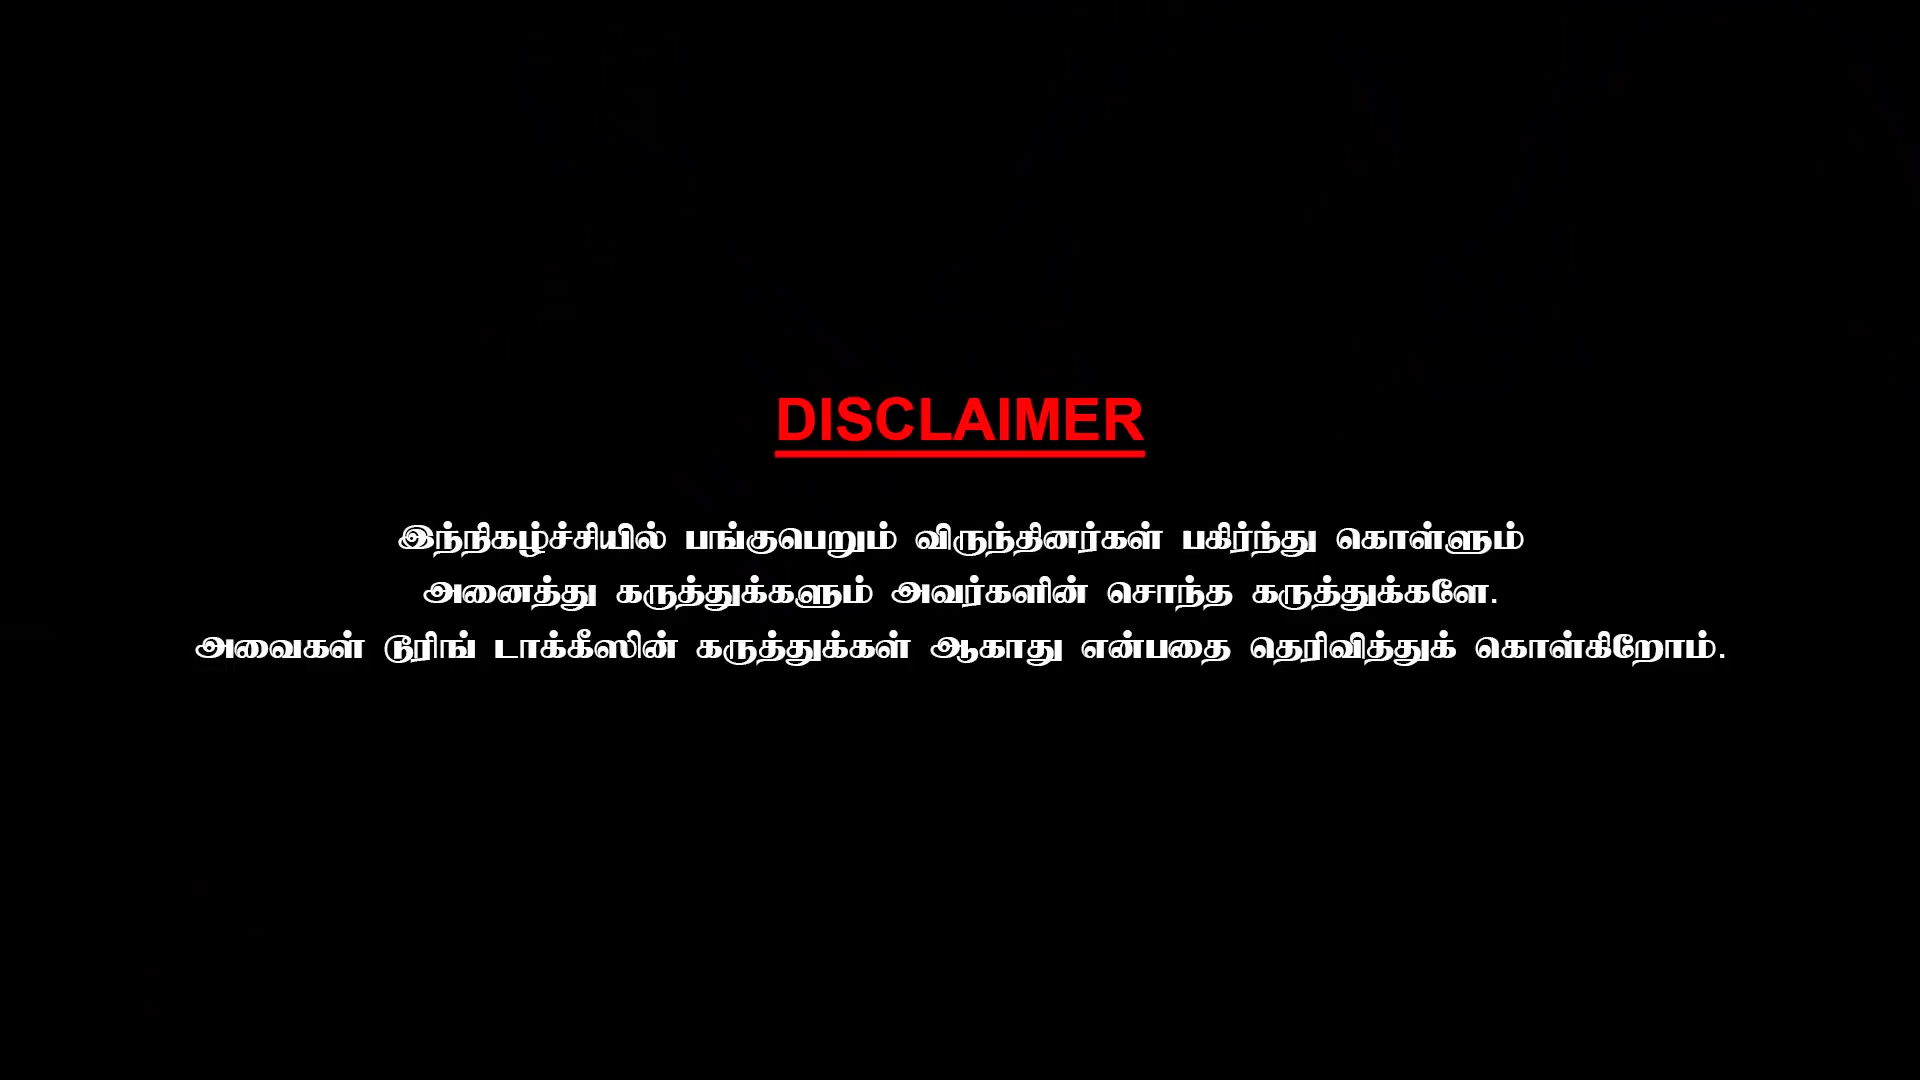 DISCLAIMER
இந்நிகழ்ச்சியில் பங்குபெறும் விருந்தினர்கள் பகிர்ந்து கொள்ளும்
அனைத்து கருத்துக்களும் அவர்களின் சொந்த கருத்துக்களே.
அவைகள் டூரிங் டாக்கீஸின் கருத்துக்கள் ஆகாது என்பதை தெரிவித்துக் கொள்கிறோம்.